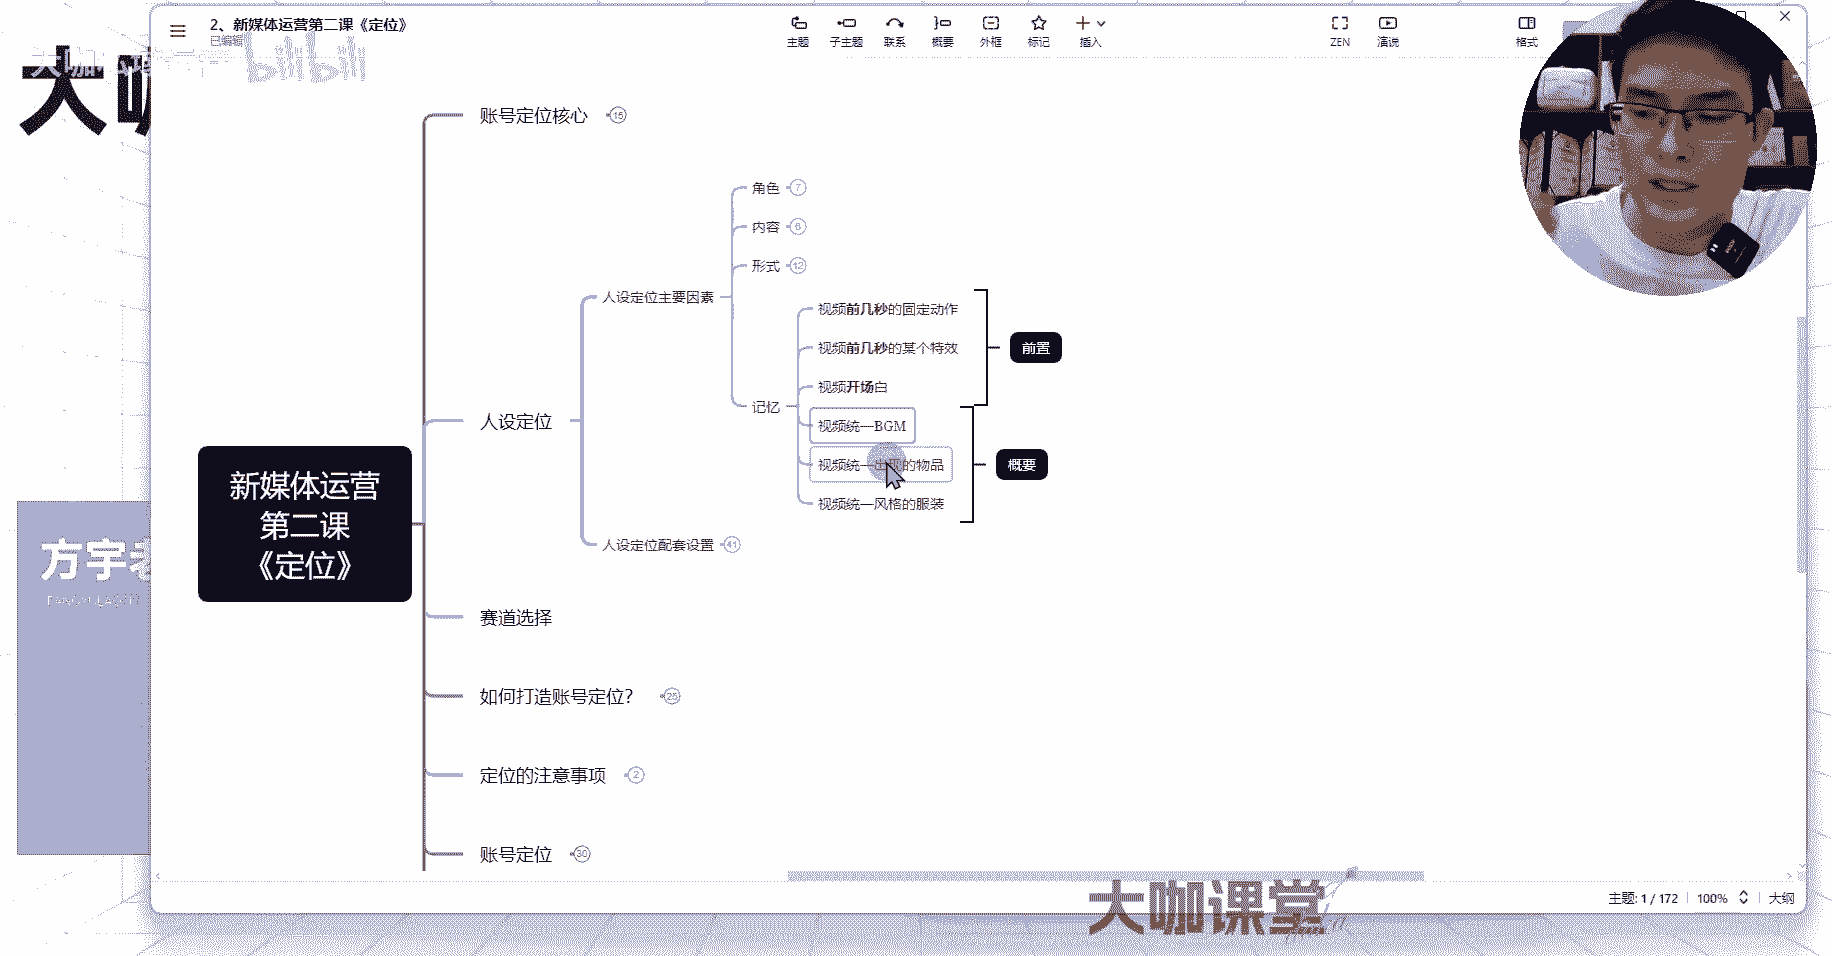 2、新媒体运营第二课《定位》
已编辑
主题
子主题
联系
概要
外框
标记
插入
ZEN
演说
格式
bilibili
大咖
账号定位核心
15
角色
7
内容
6
形式
12
人设定位主要因素
视频前几秒的固定动作
视频前几秒的某个特效
前置
视频开场白
记忆
人设定位
视频统一BGM
视频统一出现的物品
概要
视频统一风格的服装
新媒体运营
第二课
《定位》
人设定位配套设置
41
方宇老
赛道选择
如何打造账号定位？
25
定位的注意事项
2
账号定位
30
主题: 1 / 172
100%
大纲
大咖课堂